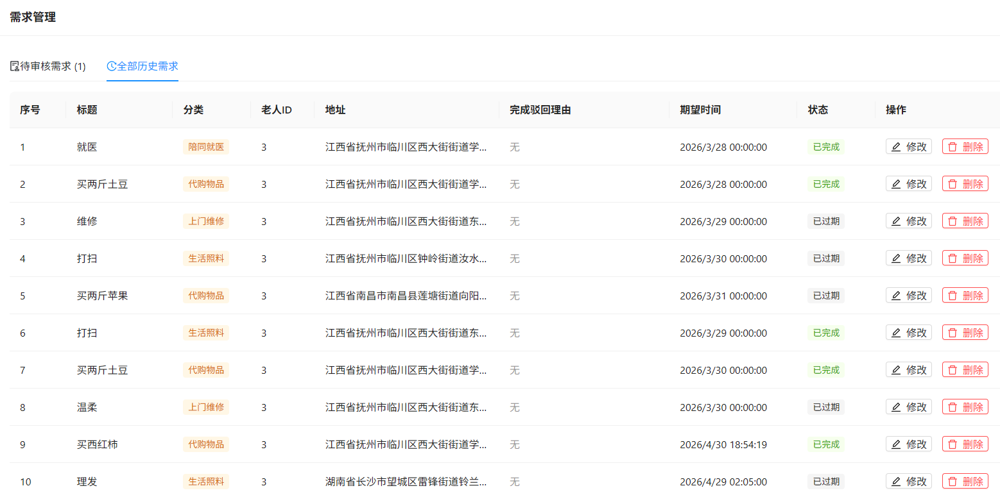 需求管理
待审核需求 (1) 全部历史需求
序号 标题 分类 老人ID 地址 完成驳回理由 期望时间 状态 操作
1 就医 陪同就医 3 江西省抚州市临川区西大街街道学... 无 2026/3/28 00:00:00 已完成 修改 删除
2 买两斤土豆 代购物品 3 江西省抚州市临川区西大街街道学... 无 2026/3/28 00:00:00 已完成 修改 删除
3 维修 上门维修 3 江西省抚州市临川区西大街街道东... 无 2026/3/29 00:00:00 已过期 修改 删除
4 打扫 生活照料 3 江西省抚州市临川区钟岭街道汝水... 无 2026/3/30 00:00:00 已过期 修改 删除
5 买两斤苹果 代购物品 3 江西省南昌市南昌县莲塘街道向阳... 无 2026/3/31 00:00:00 已过期 修改 删除
6 打扫 生活照料 3 江西省抚州市临川区西大街街道东... 无 2026/3/29 00:00:00 已完成 修改 删除
7 买两斤土豆 代购物品 3 江西省抚州市临川区西大街街道学... 无 2026/3/30 00:00:00 已完成 修改 删除
8 温柔 上门维修 3 江西省抚州市临川区西大街街道东... 无 2026/3/30 00:00:00 已过期 修改 删除
9 买西红柿 代购物品 3 江西省抚州市临川区西大街街道学... 无 2026/4/30 18:54:19 已完成 修改 删除
10 理发 生活照料 3 湖南省长沙市望城区雷锋街道铃兰... 无 2026/4/29 02:05:00 已过期 修改 删除